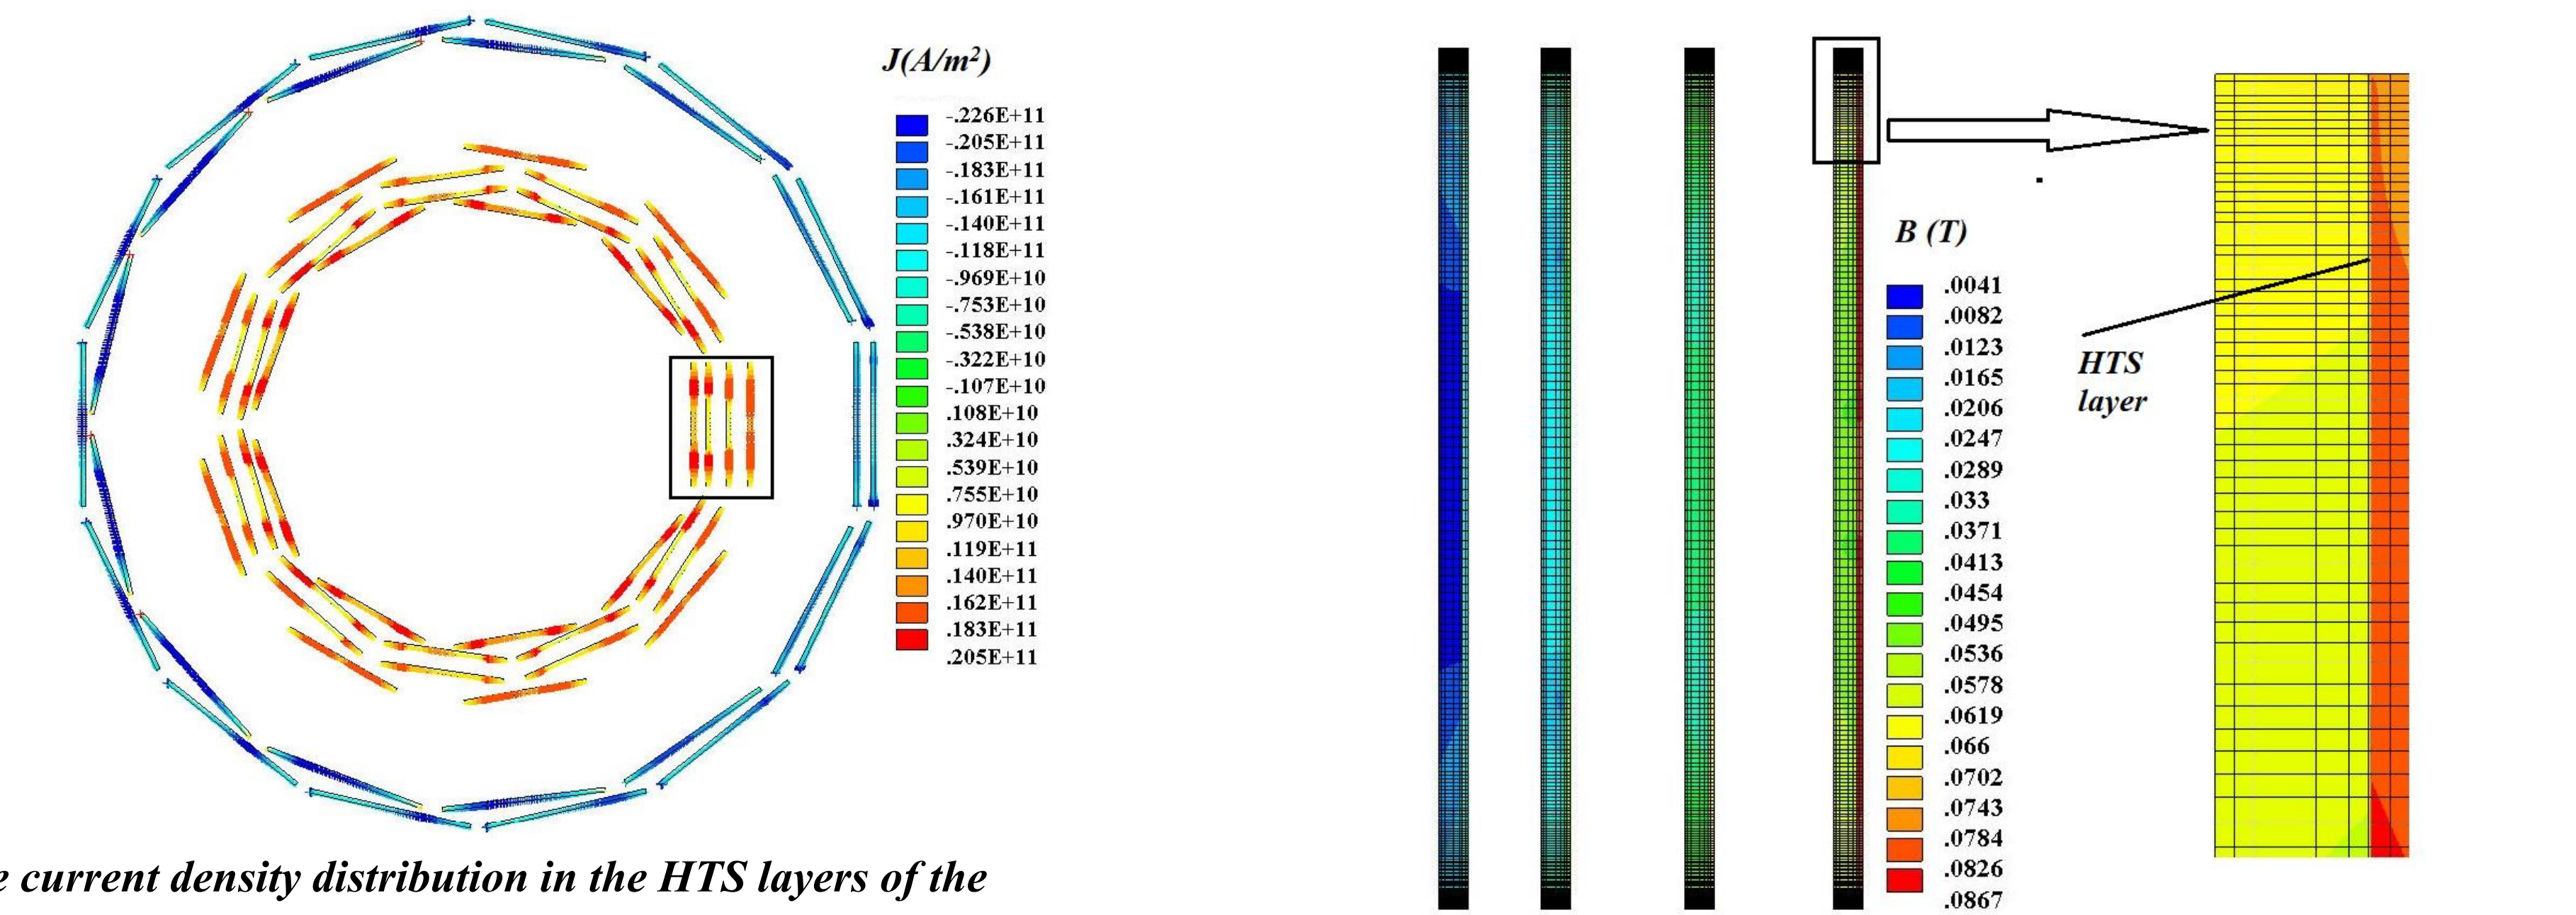 J(A/m²)
-.226E+11
-.205E+11
-.183E+11
-.161E+11
-.140E+11
-.118E+11
-.969E+10
-.753E+10
-.538E+10
-.322E+10
-.107E+10
.108E+10
.324E+10
.539E+10
.755E+10
.970E+10
.119E+11
.140E+11
.162E+11
.183E+11
.205E+11
e current density distribution in the HTS layers of the
B (T)
.0041
.0082
.0123
.0165
.0206
.0247
.0289
.033
.0371
.0413
.0454
.0495
.0536
.0578
.0619
.066
.0702
.0743
.0784
.0826
.0867
HTS
layer